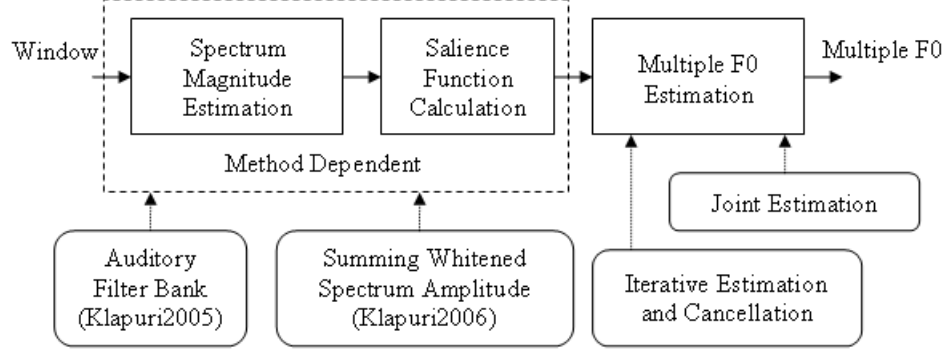 Window
Spectrum
Magnitude
Estimation
Salience
Function
Calculation
Multiple F0
Estimation
Multiple F0
Method Dependent
Joint Estimation
Auditory
Filter Bank
(Klapuri2005)
Summing Whitened
Spectrum Amplitude
(Klapuri2006)
Iterative Estimation
and Cancellation